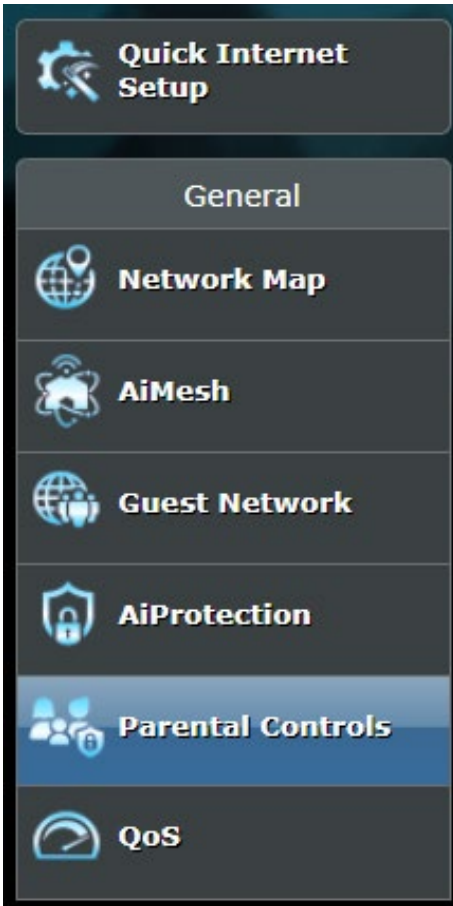 Quick Internet
Setup
General
Network Map
AiMesh
Guest Network
AiProtection
Parental Controls
QoS